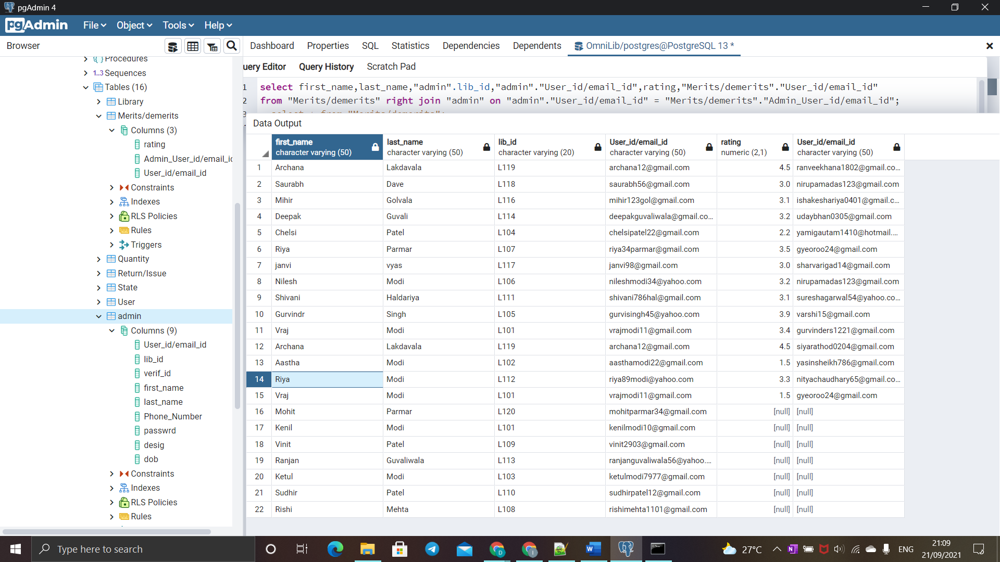 pgAdmin 4
pgAdmin File Object Tools Help
Browser
Dashboard Properties SQL Statistics Dependencies Dependents OmniLib/postgres@PostgreSQL 13 *
Procedures
1..3 Sequences
Tables (16)
Library
Merits/demerits
Columns (3)
rating
Admin_User_id/email_id
User_id/email_id
Constraints
Indexes
RLS Policies
Rules
Triggers
Quantity
Return/Issue
State
User
admin
Columns (9)
User_id/email_id
lib_id
verif_id
first_name
last_name
Phone_Number
passwrd
desig
dob
Constraints
Indexes
RLS Policies
Rules
uery Editor Query History Scratch Pad
1 select first_name,last_name,"admin".lib_id,"admin"."User_id/email_id",rating,"Merits/demerits"."User_id/email_id"
2 from "Merits/demerits" right join "admin" on "admin"."User_id/email_id" = "Merits/demerits"."Admin_User_id/email_id";
3
Data Output
first_name last_name lib_id User_id/email_id rating User_id/email_id
character varying (50) character varying (50) character varying (20) character varying (50) numeric (2,1) character varying (50)
1 Archana Lakdavala L119 archana12@gmail.com 4.5 ranveekhana1802@gmail.co...
2 Saurabh Dave L118 saurabh56@gmail.com 3.0 nirupamadas123@gmail.com
3 Mihir Golvala L116 mihir123gol@gmail.com 3.1 ishakeshariya0401@gmail.c...
4 Deepak Guvali L114 deepakguvaliwala@gmail.co... 3.2 udaybhan0305@gmail.com
5 Chelsi Patel L104 chelsipatel22@gmail.com 2.2 yamigautam1410@hotmail....
6 Riya Parmar L107 riya34parmar@gmail.com 3.5 gyeoroo24@gmail.com
7 janvi vyas L117 janvi98@gmail.com 3.0 sharvarigad14@gmail.com
8 Nilesh Modi L106 nileshmodi34@yahoo.com 3.2 nirupamadas123@gmail.com
9 Shivani Haldariya L111 shivani786hal@gmail.com 3.1 sureshagarwal54@yahoo.co...
10 Gurvindr Singh L105 gurvisingh45@yahoo.com 3.9 varshi15@gmail.com
11 Vraj Modi L101 vrajmodi11@gmail.com 3.4 gurvinders1221@gmail.com
12 Archana Lakdavala L119 archana12@gmail.com 4.5 siyarathod0204@gmail.com
13 Aastha Modi L102 aasthamodi22@gmail.com 1.5 yasinsheikh786@gmail.com
14 Riya Modi L112 riya89modi@yahoo.com 3.3 nityachaudhary65@gmail.co...
15 Vraj Modi L101 vrajmodi11@gmail.com 1.5 gyeoroo24@gmail.com
16 Mohit Parmar L120 mohitparmar34@gmail.com [null] [null]
17 Kenil Modi L101 kenilmodi10@gmail.com [null] [null]
18 Vinit Patel L109 vinit2903@gmail.com [null] [null]
19 Ranjan Guvaliwala L113 ranjanguvaliwala56@yahoo.... [null] [null]
20 Ketul Modi L103 ketulmodi7977@gmail.com [null] [null]
21 Sudhir Patel L110 sudhirpatel12@gmail.com [null] [null]
22 Rishi Mehta L108 rishimehta1101@gmail.com [null] [null]
Type here to search
27°C ENG
21:09
21/09/2021